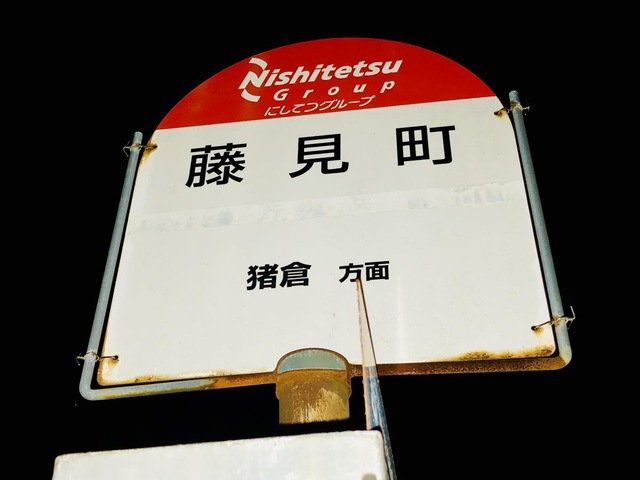 Nishitetsu
Group
にしてつグループ
藤見町
猪倉 方面